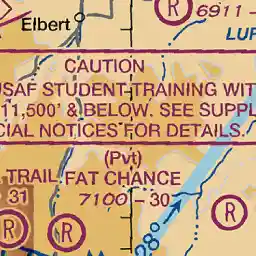 Elbert
R
6911 -
LUF
CAUTION
USAF STUDENT TRAINING WIT
11,500' & BELOW. SEE SUPPL
CIAL NOTICES FOR DETAILS.
(Pvt)
TRAIL FAT CHANCE
31
7100 - 30
R
R
R
28°